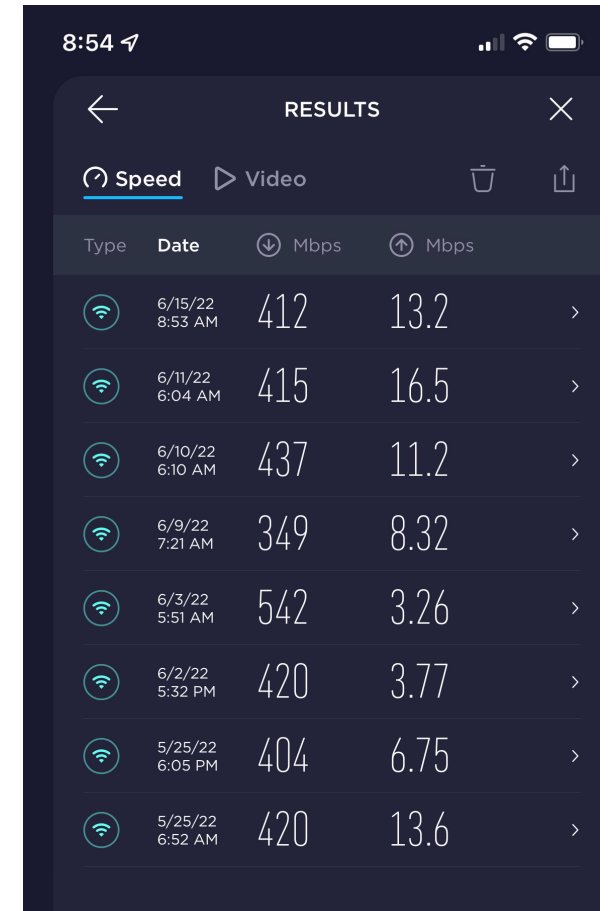 8:54
RESULTS
Speed Video
Type Date Mbps Mbps
6/15/22
8:53 AM
412 13.2
6/11/22
6:04 AM
415 16.5
6/10/22
6:10 AM
437 11.2
6/9/22
7:21 AM
349 8.32
6/3/22
5:51 AM
542 3.26
6/2/22
5:32 PM
420 3.77
5/25/22
6:05 PM
404 6.75
5/25/22
6:52 AM
420 13.6